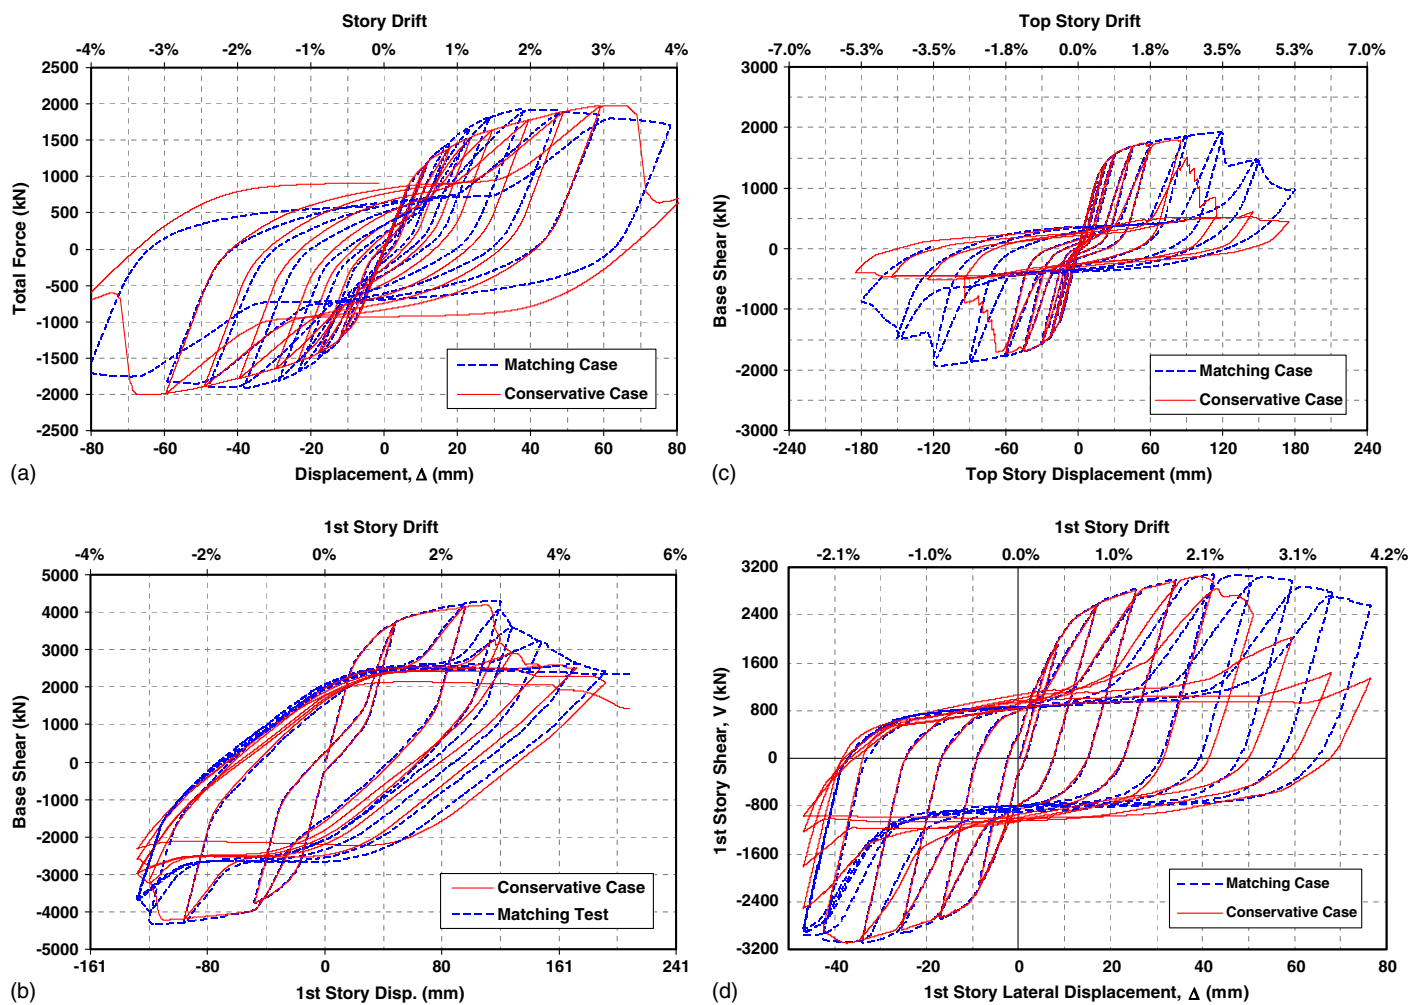 Story Drift
-4% -3% -2% -1% 0% 1% 2% 3% 4%
2500
2000
1500
1000
500
0
-500
-1000
-1500
-2000
-2500
Total Force (kN)
Matching Case
Conservative Case
-80 -60 -40 -20 0 20 40 60 80
(a)
Displacement, Δ (mm)
Top Story Drift
-7.0% -5.3% -3.5% -1.8% 0.0% 1.8% 3.5% 5.3% 7.0%
3000
2000
1000
0
-1000
-2000
-3000
Base Shear (kN)
Matching Case
Conservative Case
-240 -180 -120 -60 0 60 120 180 240
(c)
Top Story Displacement (mm)
1st Story Drift
-4% -2% 0% 2% 4% 6%
5000
4000
3000
2000
1000
0
-1000
-2000
-3000
-4000
-5000
Base Shear (kN)
Conservative Case
Matching Test
-161 -80 0 80 161 241
(b)
1st Story Disp. (mm)
1st Story Drift
-2.1% -1.0% 0.0% 1.0% 2.1% 3.1% 4.2%
3200
2400
1600
800
0
-800
-1600
-2400
-3200
1st Story Shear, V (kN)
Matching Case
Conservative Case
-40 -20 0 20 40 60 80
(d)
1st Story Lateral Displacement, Δ (mm)